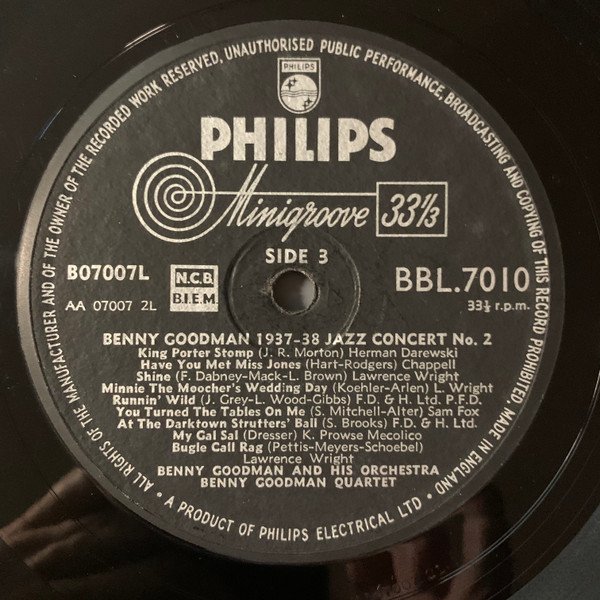 ALL RIGHTS OF THE MANUFACTURER AND OF THE OWNER OF THE RECORDED WORK RESERVED, UNAUTHORISED PUBLIC PERFORMANCE, BROADCASTING AND COPYING OF THIS RECORD PROHIBITED, MADE IN ENGLAND
PHILIPS
PHILIPS
Minigroove 33⅓
SIDE 3
B07007L
N.C.B.
B.I.E.M.
BBL.7010
AA 07007 2L
33⅓ r.p.m.
BENNY GOODMAN 1937-38 JAZZ CONCERT No. 2
King Porter Stomp (J. R. Morton) Herman Darewski
Have You Met Miss Jones (Hart-Rodgers) Chappell
Shine (F. Dabney-Mack-L. Brown) Lawrence Wright
Minnie The Moocher's Wedding Day (Koehler-Arlen) L. Wright
Runnin' Wild (J. Grey-L. Wood-Gibbs) F.D. & H. Ltd. P.F.D.
You Turned The Tables On Me (S. Mitchell-Alter) Sam Fox
At The Darktown Strutters' Ball (S. Brooks) F.D. & H. Ltd.
My Gal Sal (Dresser) K. Prowse Mecolico
Bugle Call Rag (Pettis-Meyers-Schoebel)
Lawrence Wright
BENNY GOODMAN AND HIS ORCHESTRA
BENNY GOODMAN QUARTET
• A PRODUCT OF PHILIPS ELECTRICAL LTD •